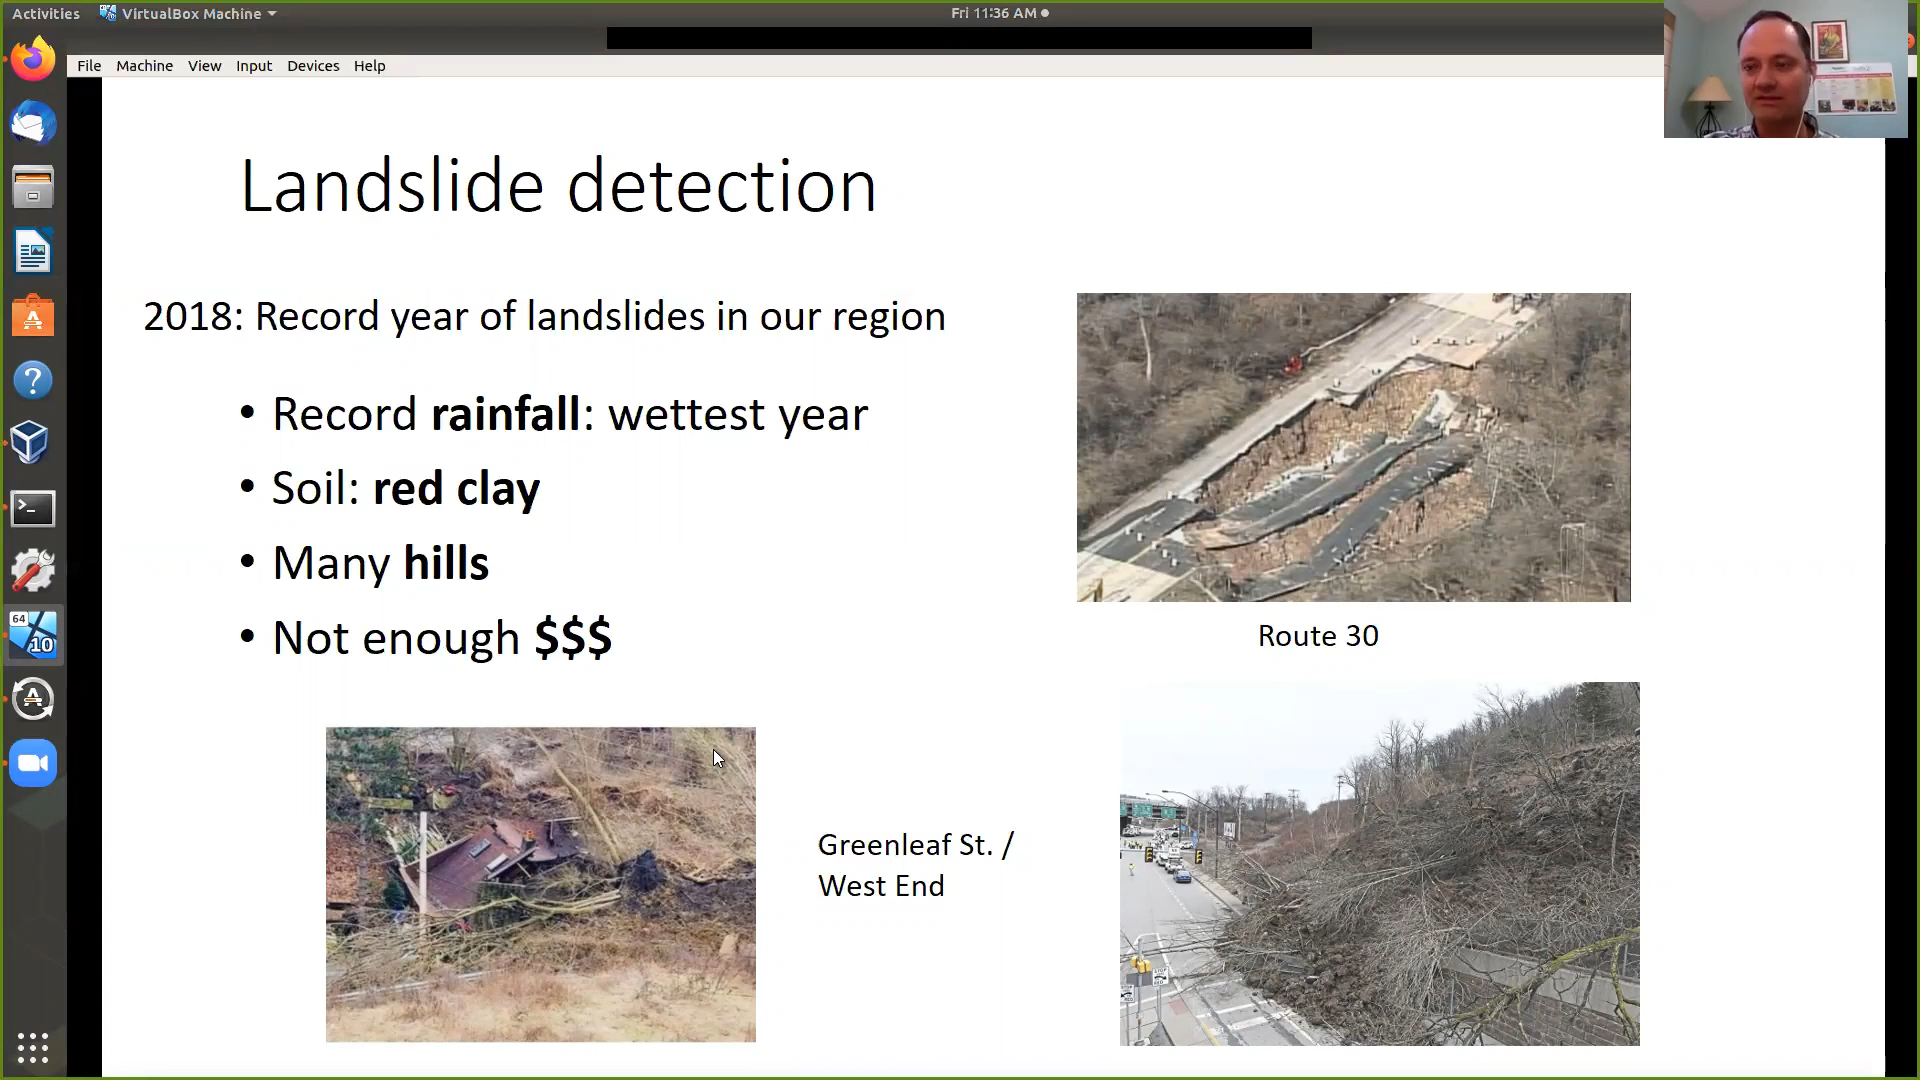 Activities VirtualBox Machine Fri 11:36 AM
File Machine View Input Devices Help
Landslide detection
2018: Record year of landslides in our region
• Record rainfall: wettest year
• Soil: red clay
• Many hills
• Not enough $$$
Route 30
Greenleaf St. /
West End
64
10